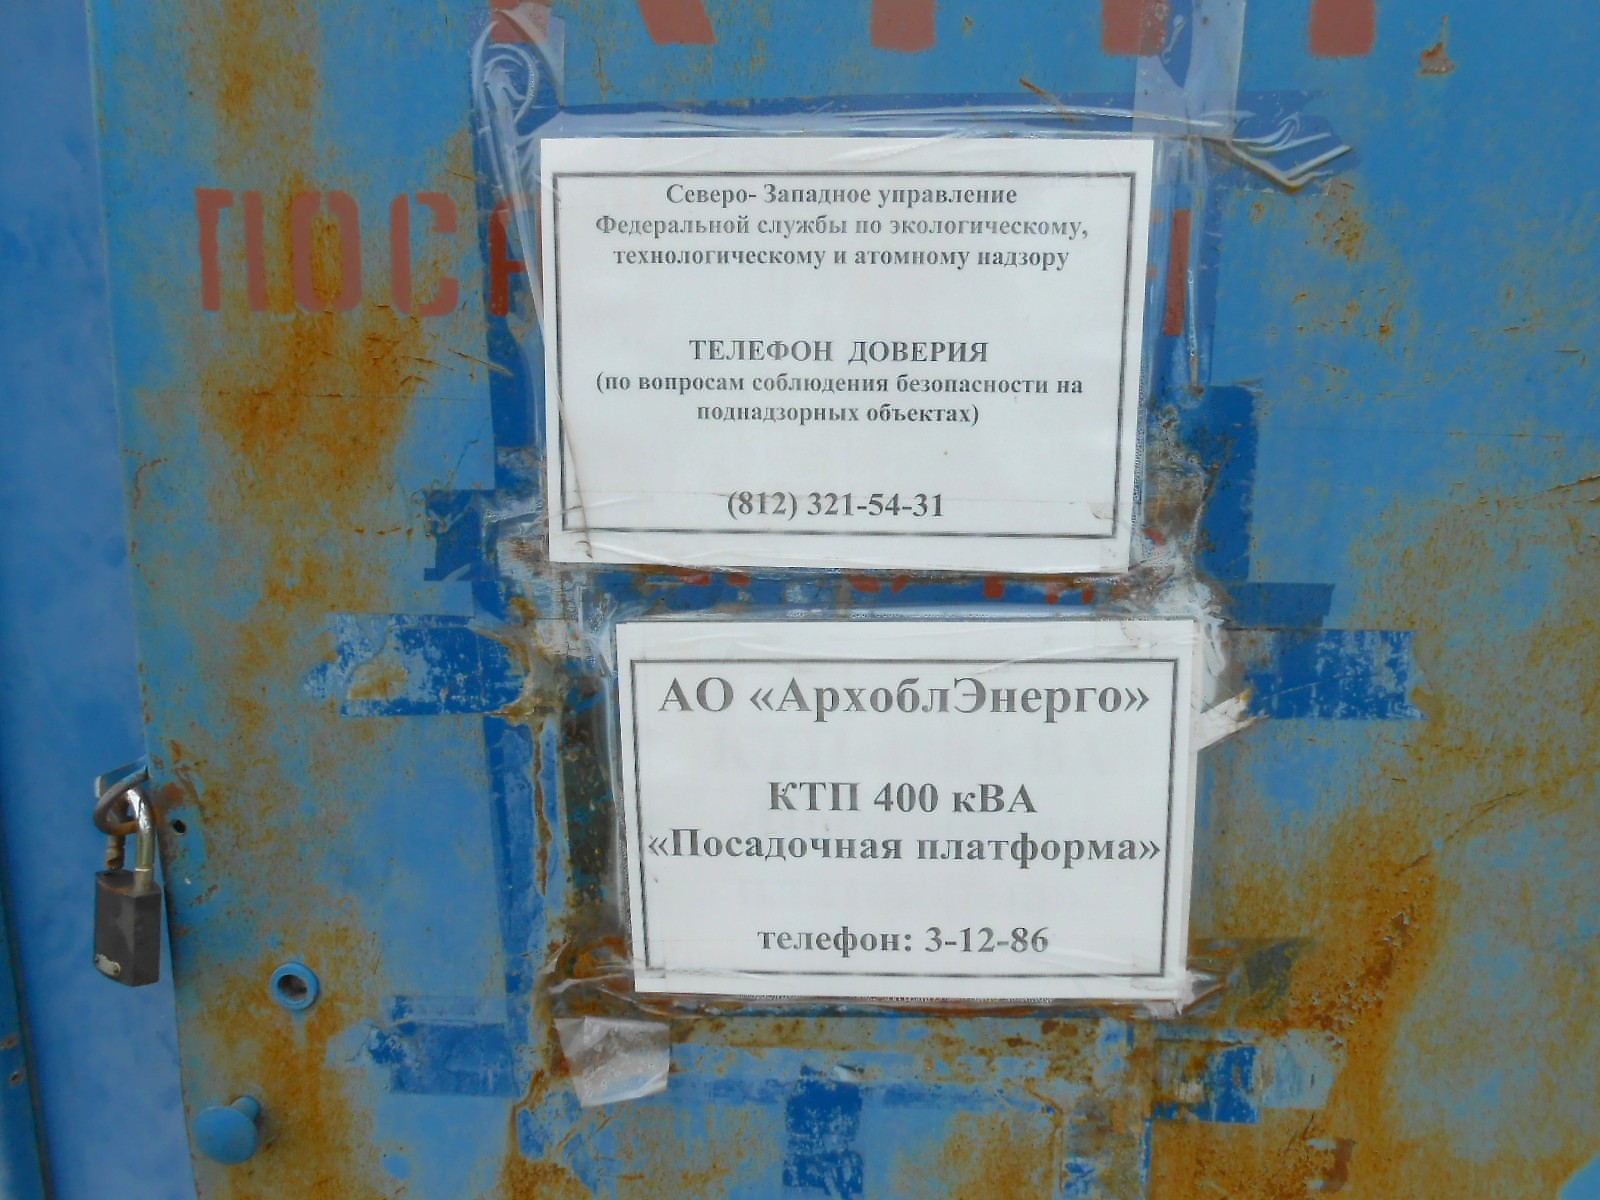 Северо- Западное управление
Федеральной службы по экологическому,
технологическому и атомному надзору
ТЕЛЕФОН ДОВЕРИЯ
(по вопросам соблюдения безопасности на
поднадзорных объектах)
(812) 321-54-31
АО «АрхоблЭнерго»
КТП 400 кВА
«Посадочная платформа»
телефон: 3-12-86